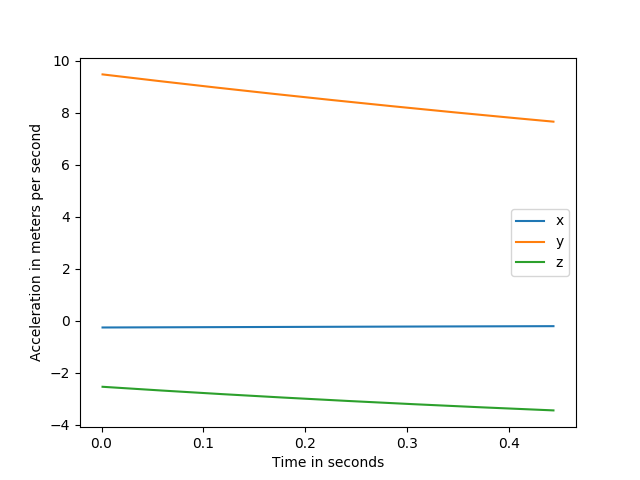 10
8
6
4
2
0
−2
−4
Acceleration in meters per second
x
y
z
0.0 0.1 0.2 0.3 0.4
Time in seconds